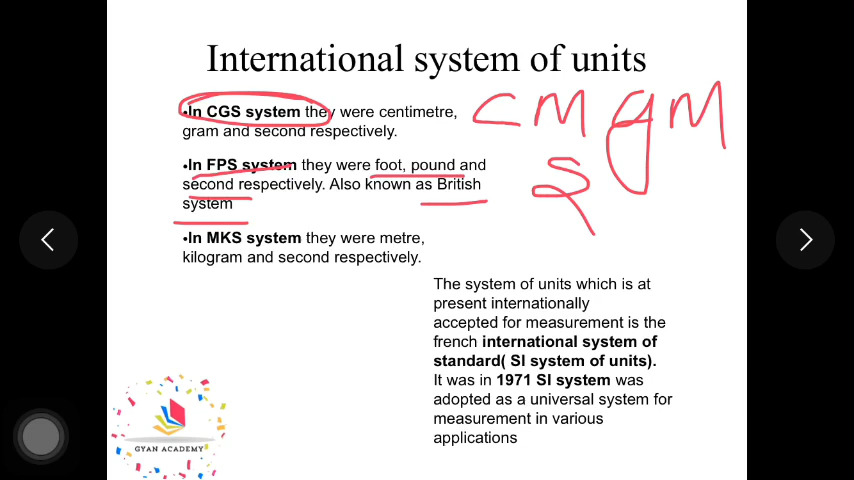 International system of units
•In CGS system they were centimetre,
gram and second respectively.
•In FPS system they were foot, pound and
second respectively. Also known as British
system
•In MKS system they were metre,
kilogram and second respectively.
CM gM
S
The system of units which is at
present internationally
accepted for measurement is the
french international system of
standard( SI system of units).
It was in 1971 SI system was
adopted as a universal system for
measurement in various
applications
GYAN ACADEMY